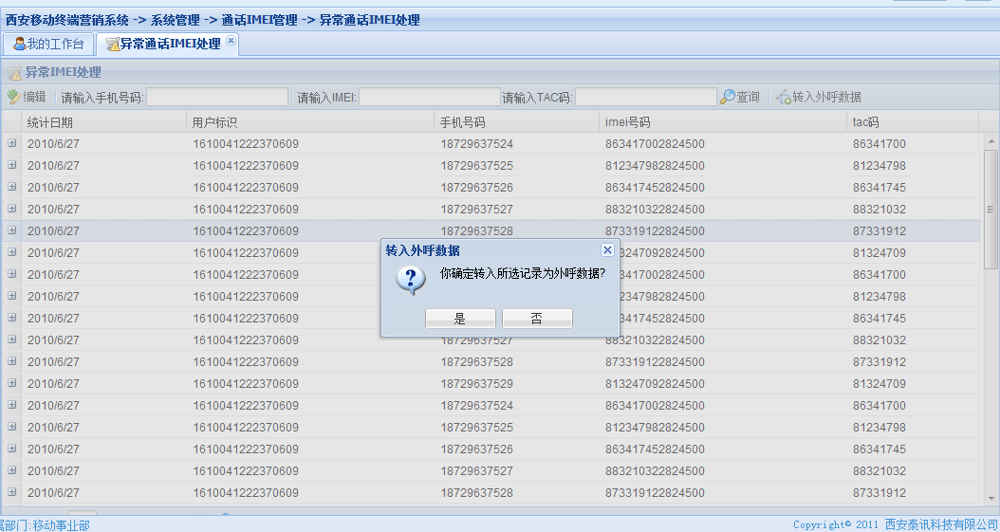 西安移动终端营销系统 -> 系统管理 -> 通话IMEI管理 -> 异常通话IMEI处理
我的工作台 异常通话IMEI处理
异常IMEI处理
编辑 请输入手机号码: 请输入IMEI: 请输入TAC码: 查询 转入外呼数据
统计日期 用户标识 手机号码 imei号码 tac码
2010/6/27 1610041222370609 18729637524 863417002824500 86341700
2010/6/27 1610041222370609 18729637525 812347982824500 81234798
2010/6/27 1610041222370609 18729637526 863417452824500 86341745
2010/6/27 1610041222370609 18729637527 883210322824500 88321032
2010/6/27 1610041222370609 18729637528 873319122824500 87331912
2010/6/27 1610041222370609 3247092824500 81324709
2010/6/27 1610041222370609 3417002824500 86341700
2010/6/27 1610041222370609 2347982824500 81234798
2010/6/27 1610041222370609 3417452824500 86341745
2010/6/27 1610041222370609 18729637527 883210322824500 88321032
2010/6/27 1610041222370609 18729637528 873319122824500 87331912
2010/6/27 1610041222370609 18729637529 813247092824500 81324709
2010/6/27 1610041222370609 18729637524 863417002824500 86341700
2010/6/27 1610041222370609 18729637525 812347982824500 81234798
2010/6/27 1610041222370609 18729637526 863417452824500 86341745
2010/6/27 1610041222370609 18729637527 883210322824500 88321032
2010/6/27 1610041222370609 18729637528 873319122824500 87331912
转入外呼数据
你确定转入所选记录为外呼数据?
是 否
属部门:移动事业部 Copyright© 2011 西安泰讯科技有限公司